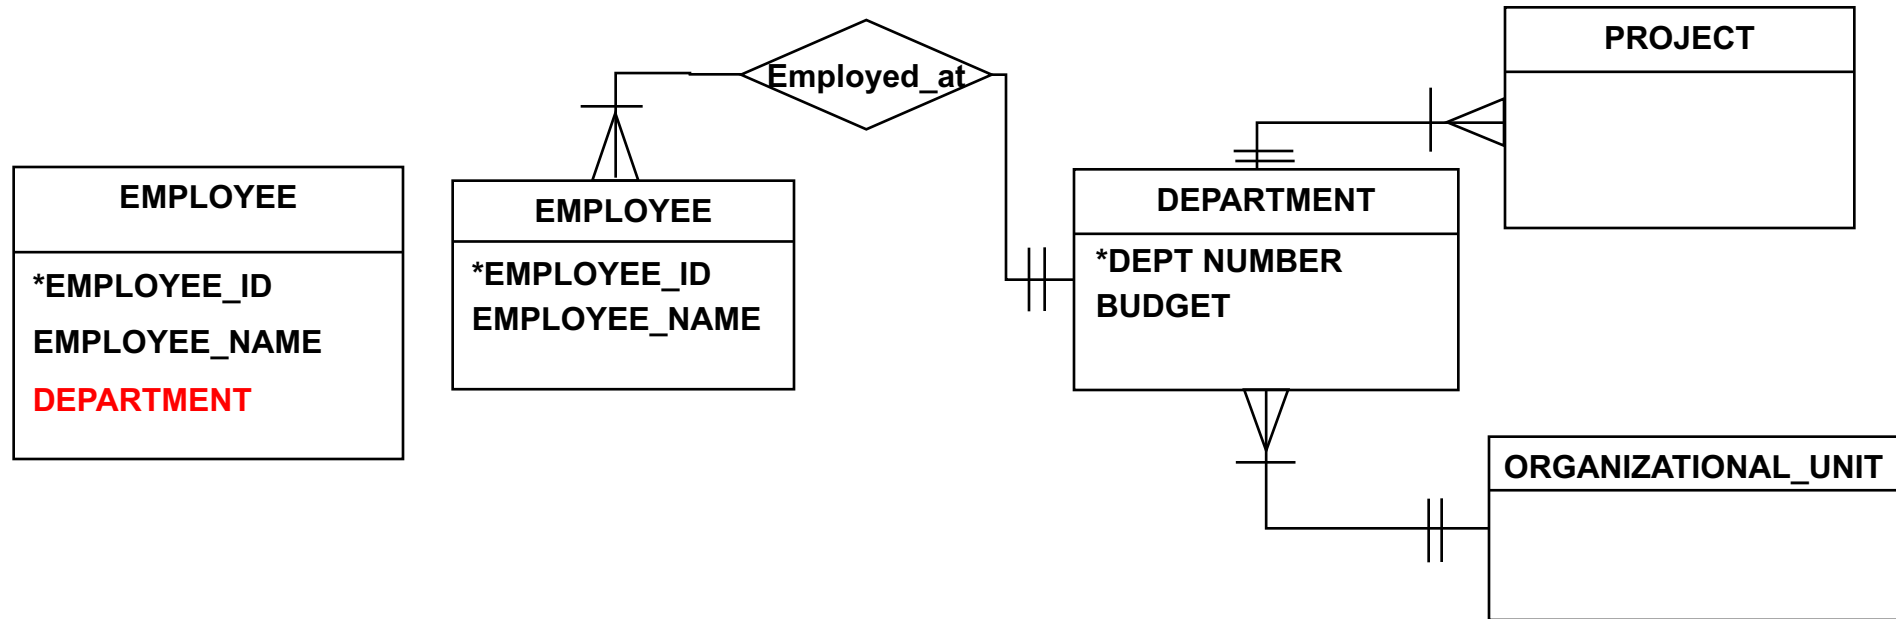 EMPLOYEE
*EMPLOYEE_ID
EMPLOYEE_NAME
DEPARTMENT
EMPLOYEE
*EMPLOYEE_ID
EMPLOYEE_NAME
Employed_at
DEPARTMENT
*DEPT NUMBER
BUDGET
PROJECT
ORGANIZATIONAL_UNIT